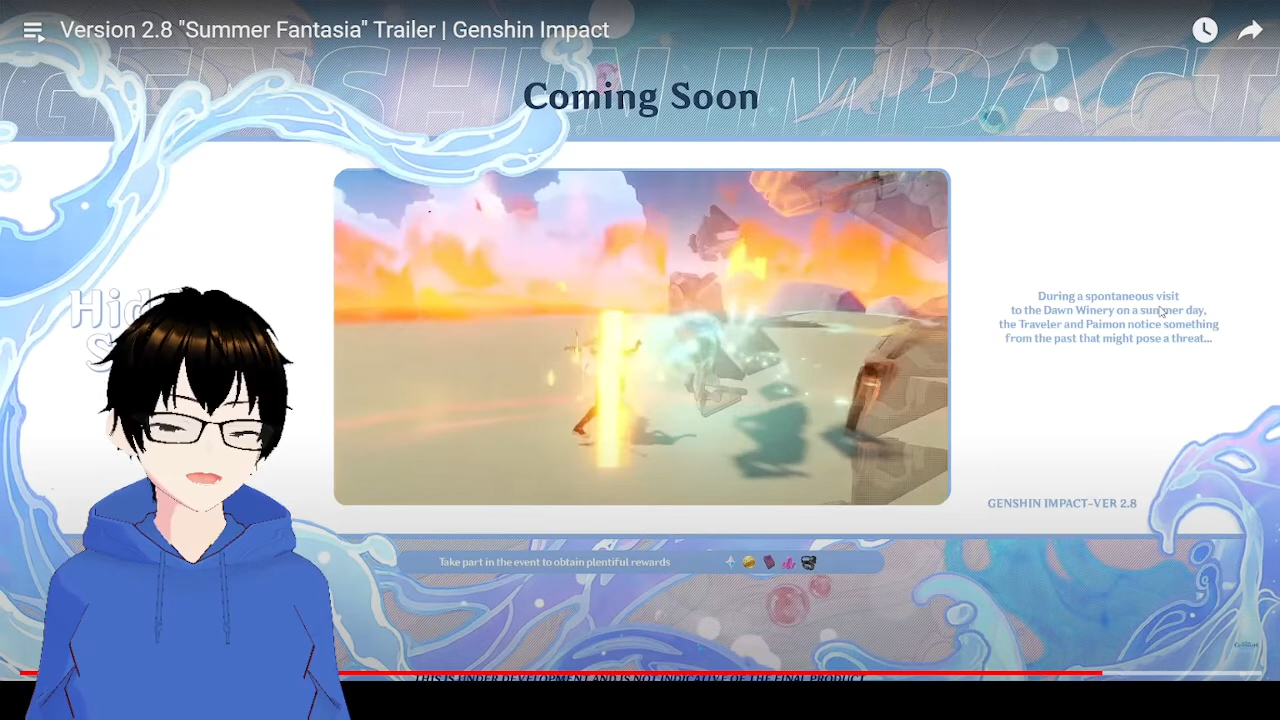 Version 2.8 "Summer Fantasia" Trailer | Genshin Impact
GENSHIN IMPACT
Coming Soon
During a spontaneous visit
to the Dawn Winery on a summer day,
the Traveler and Paimon notice something
from the past that might pose a threat...
GENSHIN IMPACT-VER 2.8
Take part in the event to obtain plentiful rewards
THIS IS UNDER DEVELOPMENT AND IS NOT INDICATIVE OF THE FINAL PRODUCT